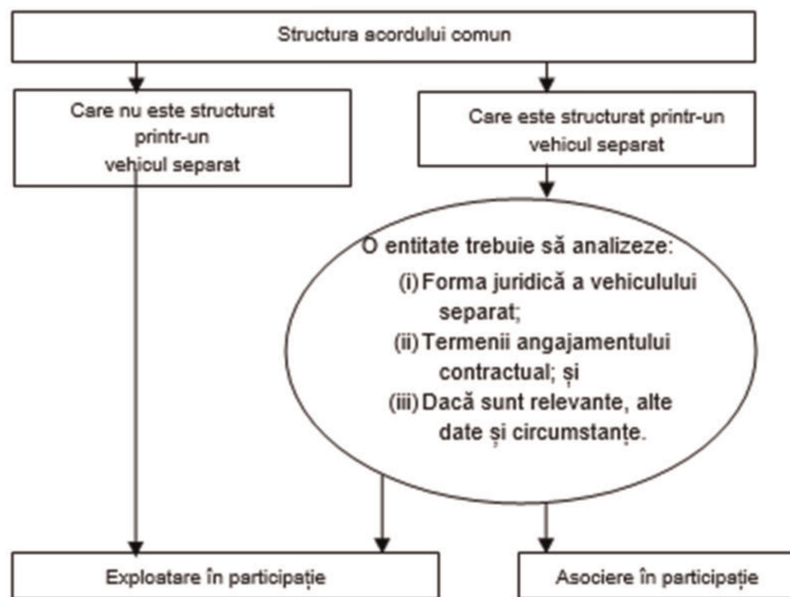 Structura acordului comun
Care nu este structurat
printr-un
vehicul separat
Care este structurat printr-un
vehicul separat
O entitate trebuie să analizeze:
(i) Forma juridică a vehiculului
separat;
(ii) Termenii angajamentului
contractual; și
(iii) Dacă sunt relevante, alte
date și circumstanțe.
Exploatare în participație
Asociere în participație